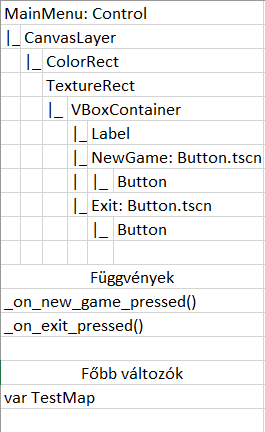 MainMenu: Control
|_ CanvasLayer
|_ ColorRect
TextureRect
|_ VBoxContainer
|_ Label
|_ NewGame: Button.tscn
| |_ Button
|_ Exit: Button.tscn
|_ Button
Függvények
_on_new_game_pressed()
_on_exit_pressed()
Főbb változók
var TestMap